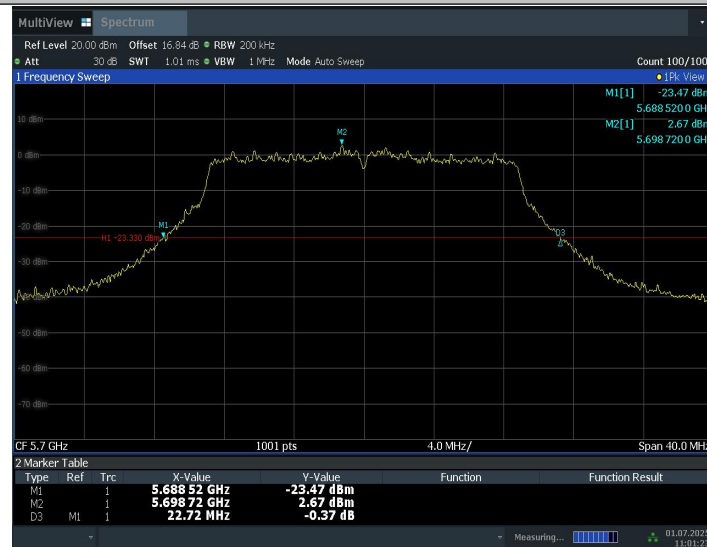 MultiView Spectrum
Ref Level 20.00 dBm Offset 16.84 dB RBW 200 kHz
Att 30 dB SWT 1.01 ms VBW 1 MHz Mode Auto Sweep Count 100/100
1 Frequency Sweep 1Pk View
M1[1] -23.47 dBm
5.688 520 0 GH
M2[1] 2.67 dBm
5.698 720 0 GH
10 dBm
M2
0 dBm
-10 dBm
-20 dBm
M1
D3
H1 -23.330 dBm
-30 dBm
-50 dBm
-60 dBm
-70 dBm
CF 5.7 GHz 1001 pts 4.0 MHz/ Span 40.0 MHz
2 Marker Table
Type Ref Trc X-Value Y-Value Function Function Result
M1 1 5.688 52 GHz -23.47 dBm
M2 1 5.698 72 GHz 2.67 dBm
D3 M1 1 22.72 MHz -0.37 dB
Measuring... 01.07.2025
11:01:23